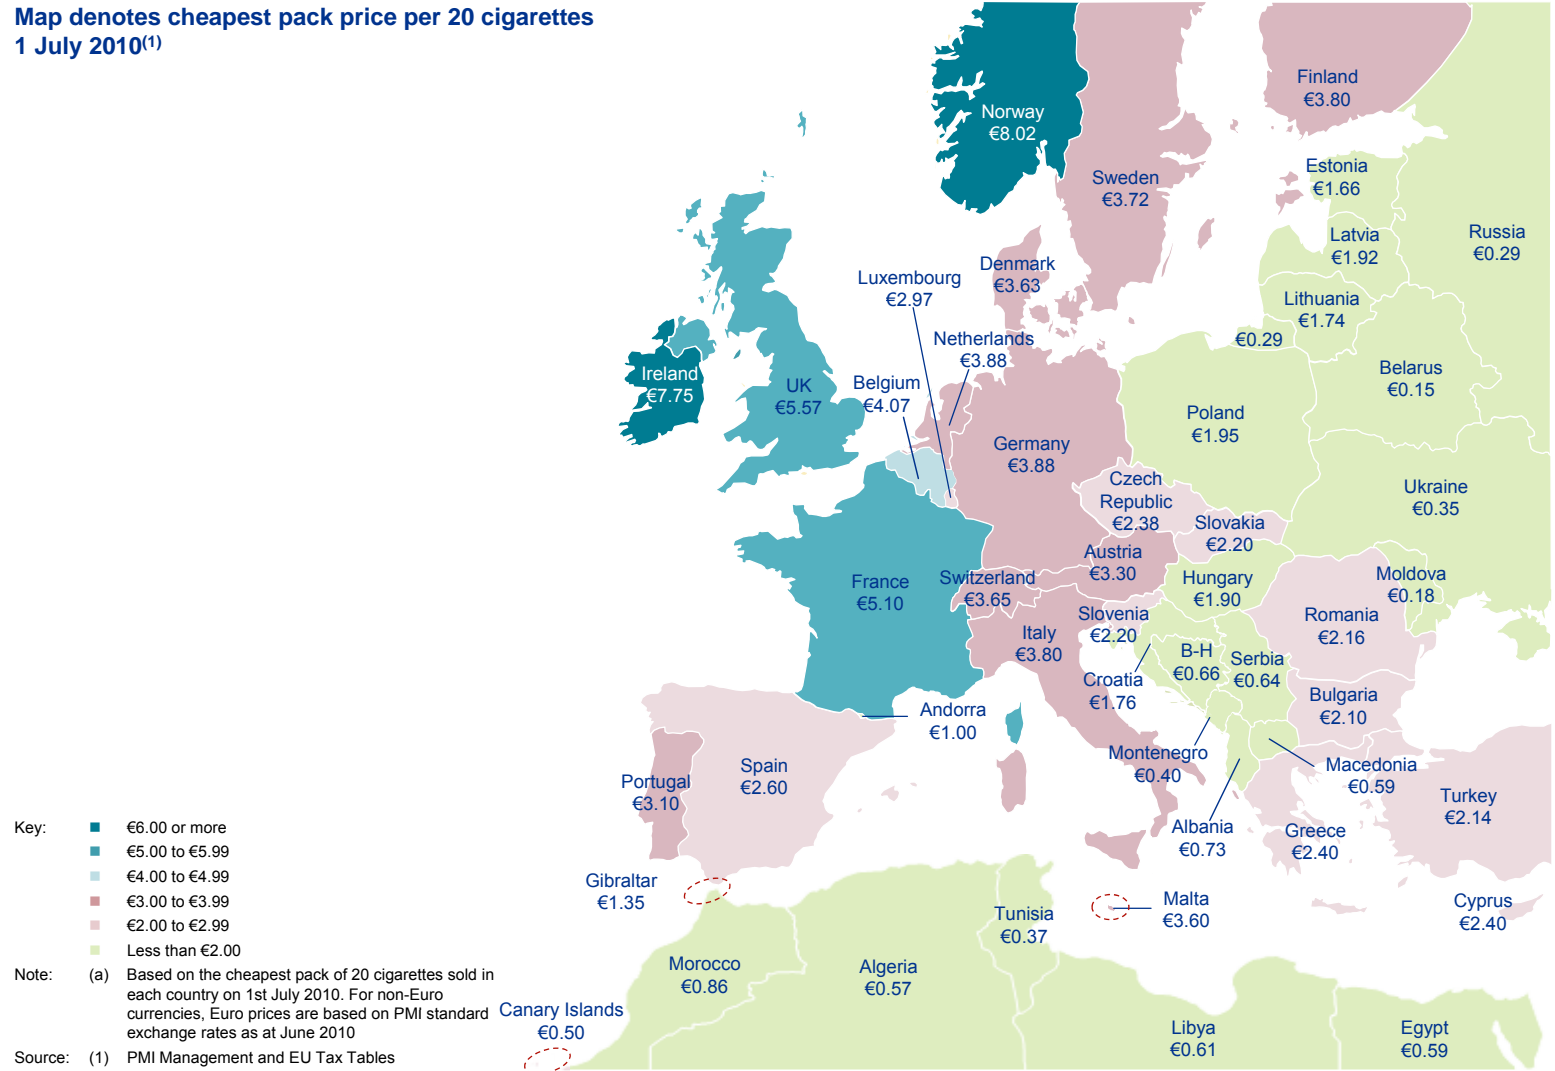 Map denotes cheapest pack price per 20 cigarettes
1 July 2010(1)
Finland
€3.80
Norway
€8.02
Sweden
€3.72
Estonia
€1.66
Russia
€0.29
Latvia
€1.92
Denmark
€3.63
Luxembourg
€2.97
Lithuania
€1.74
€0.29
Netherlands
€3.88
Ireland
€7.75
UK
€5.57
Belgium
€4.07
Belarus
€0.15
Poland
€1.95
Germany
€3.88
Czech
Republic
€2.38
Ukraine
€0.35
Slovakia
€2.20
Austria
€3.30
France
€5.10
Switzerland
€3.65
Hungary
€1.90
Moldova
€0.18
Romania
€2.16
Slovenia
€2.20
Italy
€3.80
B-H
€0.66
Serbia
€0.64
Croatia
€1.76
Bulgaria
€2.10
Andorra
€1.00
Montenegro
€0.40
Macedonia
€0.59
Spain
€2.60
Portugal
€3.10
Turkey
€2.14
Albania
€0.73
Greece
€2.40
Gibraltar
€1.35
Malta
€3.60
Cyprus
€2.40
Tunisia
€0.37
Morocco
€0.86
Algeria
€0.57
Canary Islands
€0.50
Libya
€0.61
Egypt
€0.59
Key:
€6.00 or more
€5.00 to €5.99
€4.00 to €4.99
€3.00 to €3.99
€2.00 to €2.99
Less than €2.00
Note: (a) Based on the cheapest pack of 20 cigarettes sold in
each country on 1st July 2010. For non-Euro
currencies, Euro prices are based on PMI standard
exchange rates as at June 2010
Source: (1) PMI Management and EU Tax Tables